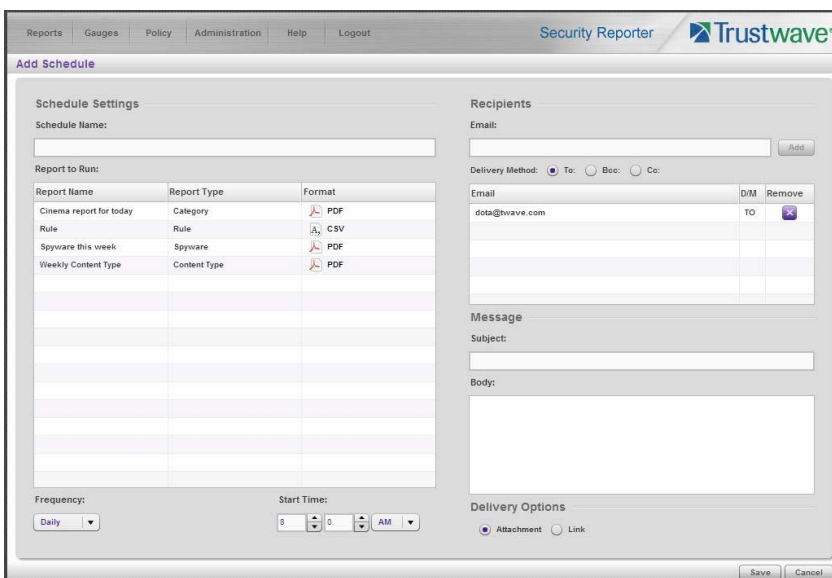 Reports Gauges Policy Administration Help Logout
Security Reporter
Trustwave®
Add Schedule
Schedule Settings
Schedule Name:
Report to Run:
Report Name Report Type Format
Cinema report for today Category PDF
Rule Rule CSV
Spyware this week Spyware PDF
Weekly Content Type Content Type PDF
Frequency:
Daily
Start Time:
8 0 AM
Recipients
Email:
Add
Delivery Method: To: Bcc: Cc:
Email D/M Remove
dota@twave.com TO
Message
Subject:
Body:
Delivery Options
Attachment Link
Save Cancel